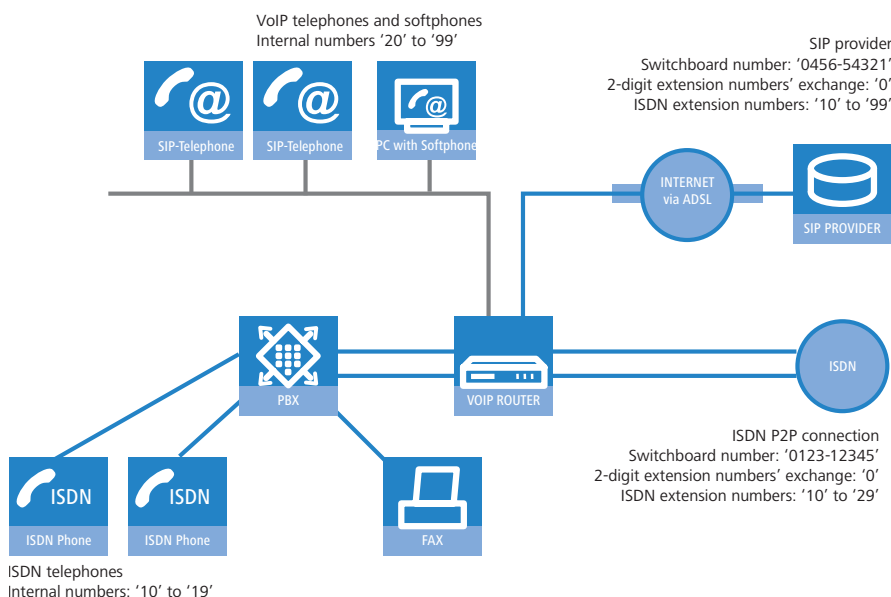 VoIP telephones and softphones
Internal numbers ‘20’ to ‘99’
SIP-Telephone
SIP-Telephone
PC with Softphone
SIP provider
Switchboard number: ‘0456-54321’
2-digit extension numbers’ exchange: ‘0’
ISDN extension numbers: ‘10’ to ‘99’
INTERNET
via ADSL
SIP PROVIDER
PBX
VOIP ROUTER
ISDN
ISDN P2P connection
Switchboard number: ‘0123-12345’
2-digit extension numbers’ exchange: ‘0’
ISDN extension numbers: ‘10’ to ‘29’
ISDN
ISDN Phone
ISDN
ISDN Phone
FAX
ISDN telephones
Internal numbers: ‘10’ to ‘19’